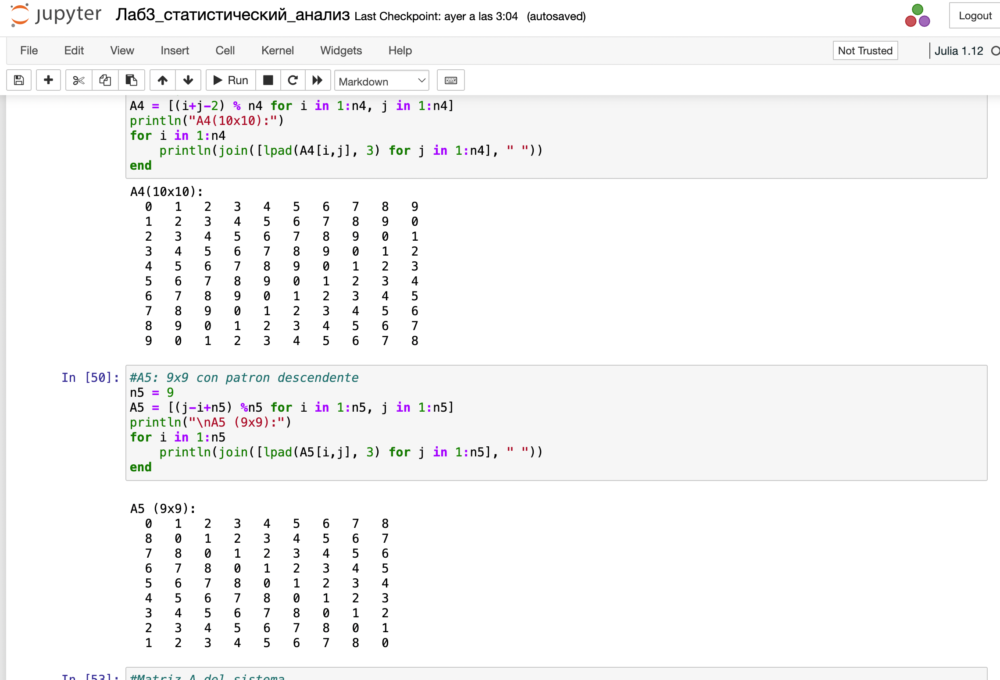 jupyter Лаб3_статистический_анализ Last Checkpoint: ayer a las 3:04 (autosaved) Logout
File Edit View Insert Cell Kernel Widgets Help Not Trusted Julia 1.12
Run Markdown
A4 = [(i+j-2) % n4 for i in 1:n4, j in 1:n4]
println("A4(10x10):")
for i in 1:n4
    println(join([lpad(A4[i,j], 3) for j in 1:n4], " "))
end
A4(10x10):
0 1 2 3 4 5 6 7 8 9
1 2 3 4 5 6 7 8 9 0
2 3 4 5 6 7 8 9 0 1
3 4 5 6 7 8 9 0 1 2
4 5 6 7 8 9 0 1 2 3
5 6 7 8 9 0 1 2 3 4
6 7 8 9 0 1 2 3 4 5
7 8 9 0 1 2 3 4 5 6
8 9 0 1 2 3 4 5 6 7
9 0 1 2 3 4 5 6 7 8
In [50]: #A5: 9x9 con patron descendente
n5 = 9
A5 = [(j-i+n5) %n5 for i in 1:n5, j in 1:n5]
println("\nA5 (9x9):")
for i in 1:n5
    println(join([lpad(A5[i,j], 3) for j in 1:n5], " "))
end
A5 (9x9):
0 1 2 3 4 5 6 7 8
8 0 1 2 3 4 5 6 7
7 8 0 1 2 3 4 5 6
6 7 8 0 1 2 3 4 5
5 6 7 8 0 1 2 3 4
4 5 6 7 8 0 1 2 3
3 4 5 6 7 8 0 1 2
2 3 4 5 6 7 8 0 1
1 2 3 4 5 6 7 8 0
In [53]: #Matriz A del sistema